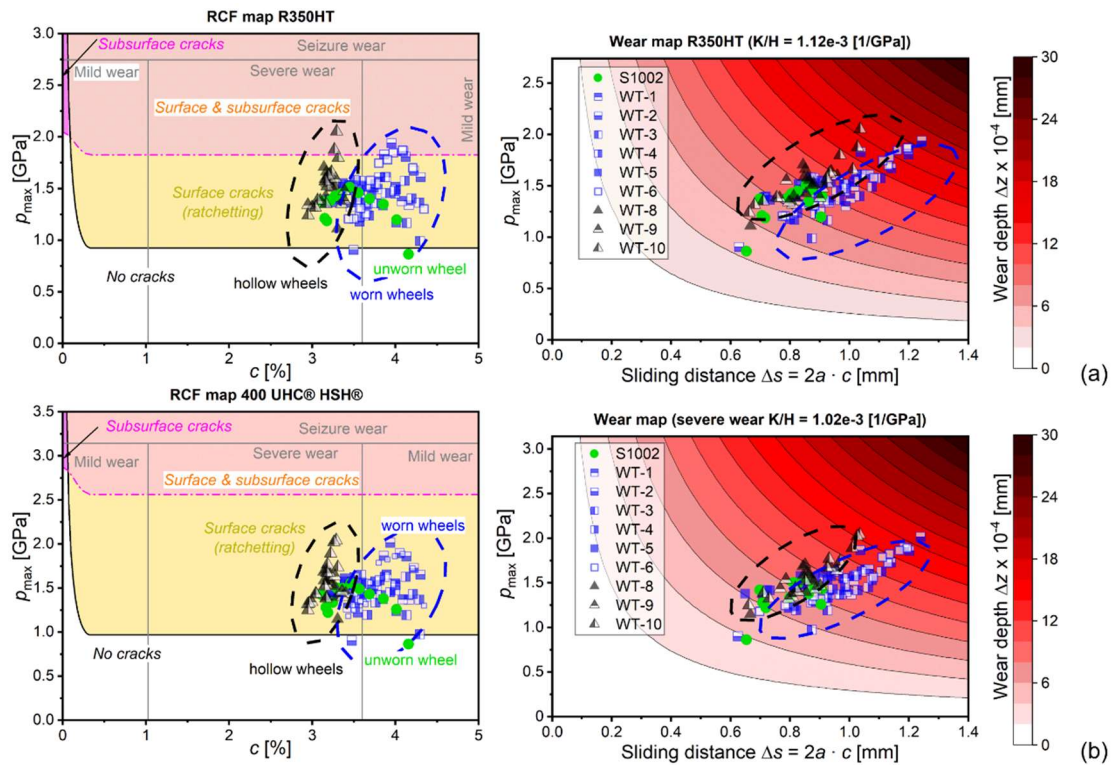 RCF map R350HT
3.0
2.5
2.0
1.5
1.0
0.5
0.0
p_max [GPa]
Subsurface cracks
Seizure wear
Mild wear
Severe wear
Mild wear
Surface & subsurface cracks
Surface cracks
(ratchetting)
No cracks
hollow wheels
unworn wheel
worn wheels
0
1
2
3
4
5
c [%]
Wear map R350HT (K/H = 1.12e-3 [1/GPa])
2.5
2.0
1.5
1.0
0.5
0
p_max [GPa]
S1002
WT-1
WT-2
WT-3
WT-4
WT-5
WT-6
WT-8
WT-9
WT-10
0.0
0.2
0.4
0.6
0.8
1.0
1.2
1.4
Sliding distance Δs = 2a · c [mm]
30
24
18
12
6
0
Wear depth Δz x 10⁻⁴ [mm]
(a)
RCF map 400 UHC® HSH®
3.5
3.0
2.5
2.0
1.5
1.0
0.5
0.0
p_max [GPa]
Subsurface cracks
Seizure wear
Mild wear
Severe wear
Mild wear
Surface & subsurface cracks
Surface cracks
(ratchetting)
worn wheels
No cracks
hollow wheels
unworn wheel
0
1
2
3
4
5
c [%]
Wear map (severe wear K/H = 1.02e-3 [1/GPa])
3.0
2.5
2.0
1.5
1.0
0.5
0
p_max [GPa]
S1002
WT-1
WT-2
WT-3
WT-4
WT-5
WT-6
WT-8
WT-9
WT-10
0.0
0.2
0.4
0.6
0.8
1.0
1.2
1.4
Sliding distance Δs = 2a · c [mm]
30
24
18
12
6
0
Wear depth Δz x 10⁻⁴ [mm]
(b)